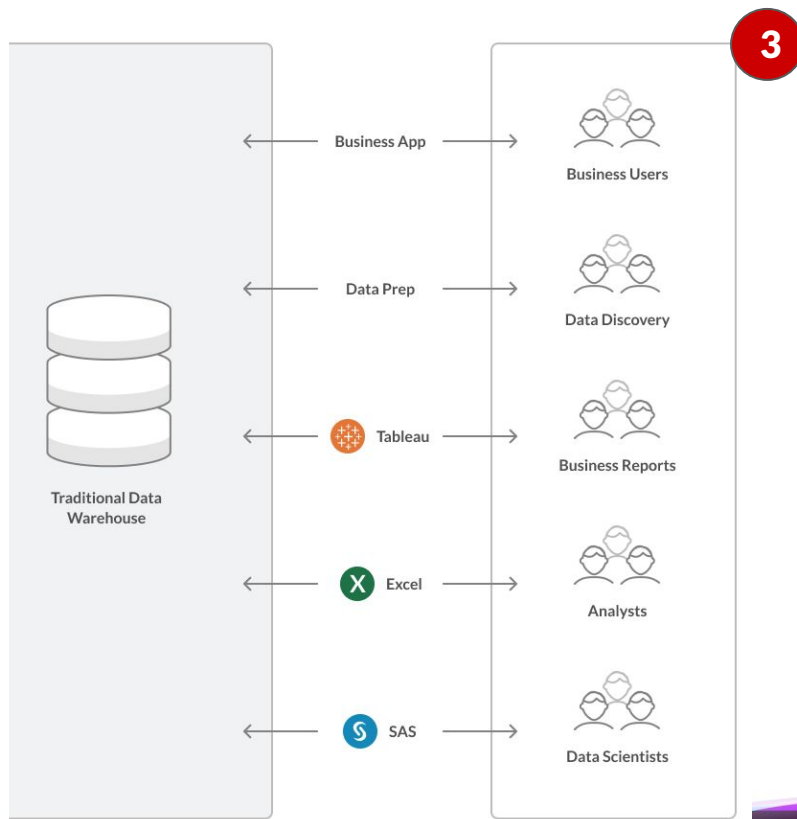 3
Business App
Business Users
Data Prep
Data Discovery
Tableau
Business Reports
Traditional Data
Warehouse
X
Excel
Analysts
S
SAS
Data Scientists